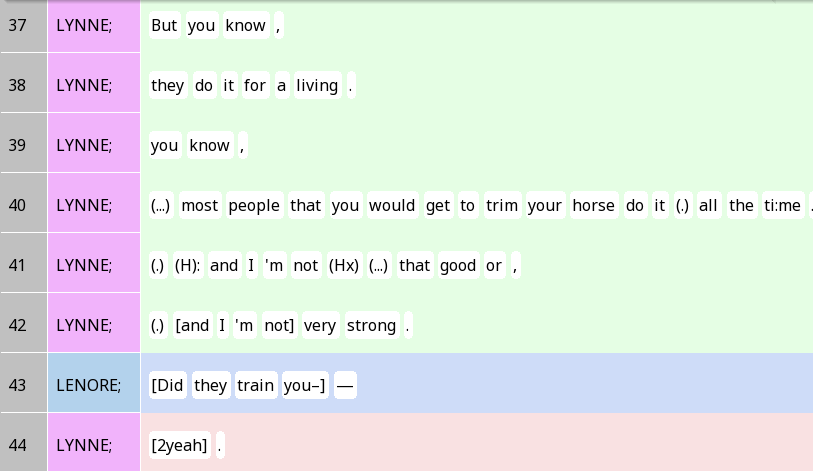 37 LYNNE; But you know ,
38 LYNNE; they do it for a living .
39 LYNNE; you know ,
40 LYNNE; (...) most people that you would get to trim your horse do it (.) all the ti:me .
41 LYNNE; (.) (H): and I 'm not (Hx) (...) that good or ,
42 LYNNE; (.) [and I 'm not] very strong .
43 LENORE; [Did they train you–] —
44 LYNNE; [2yeah] .